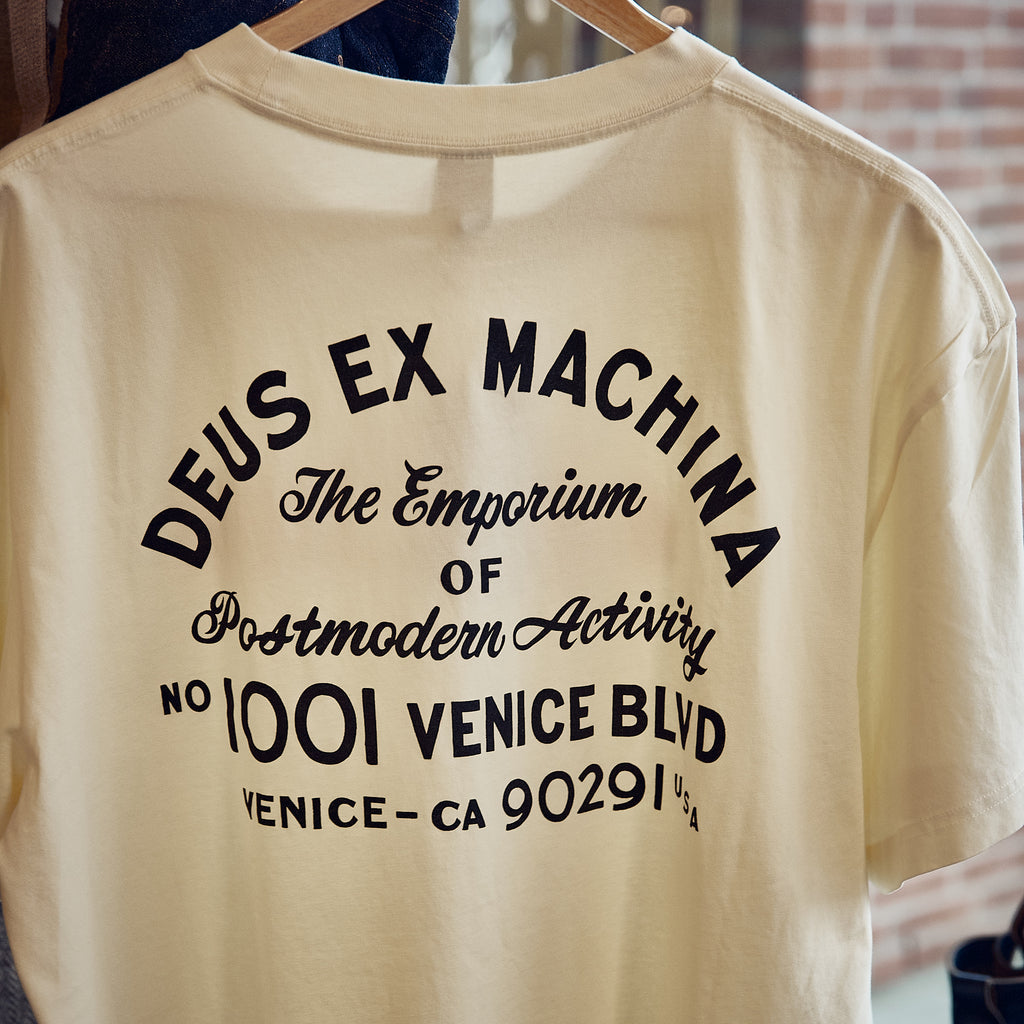 DEUS EX MACHINA
The Emporium
OF
Postmodern Activity
NO 1001 VENICE BLVD
VENICE - CA 90291 USA